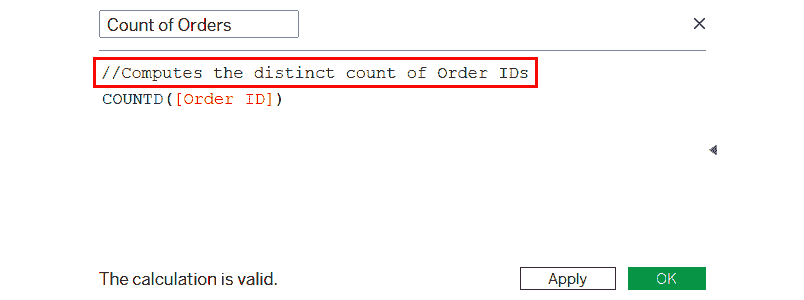 Count of Orders
//Computes the distinct count of Order IDs
COUNTD([Order ID])
The calculation is valid.
Apply
OK